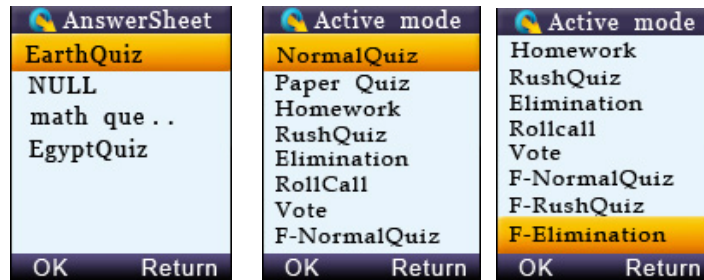 AnswerSheet
EarthQuiz
NULL
math que..
EgyptQuiz
OK Return
Active mode
NormalQuiz
Paper Quiz
Homework
RushQuiz
Elimination
RollCall
Vote
F-NormalQuiz
OK Return
Active mode
Homework
RushQuiz
Elimination
Rollcall
Vote
F-NormalQuiz
F-RushQuiz
F-Elimination
OK Return